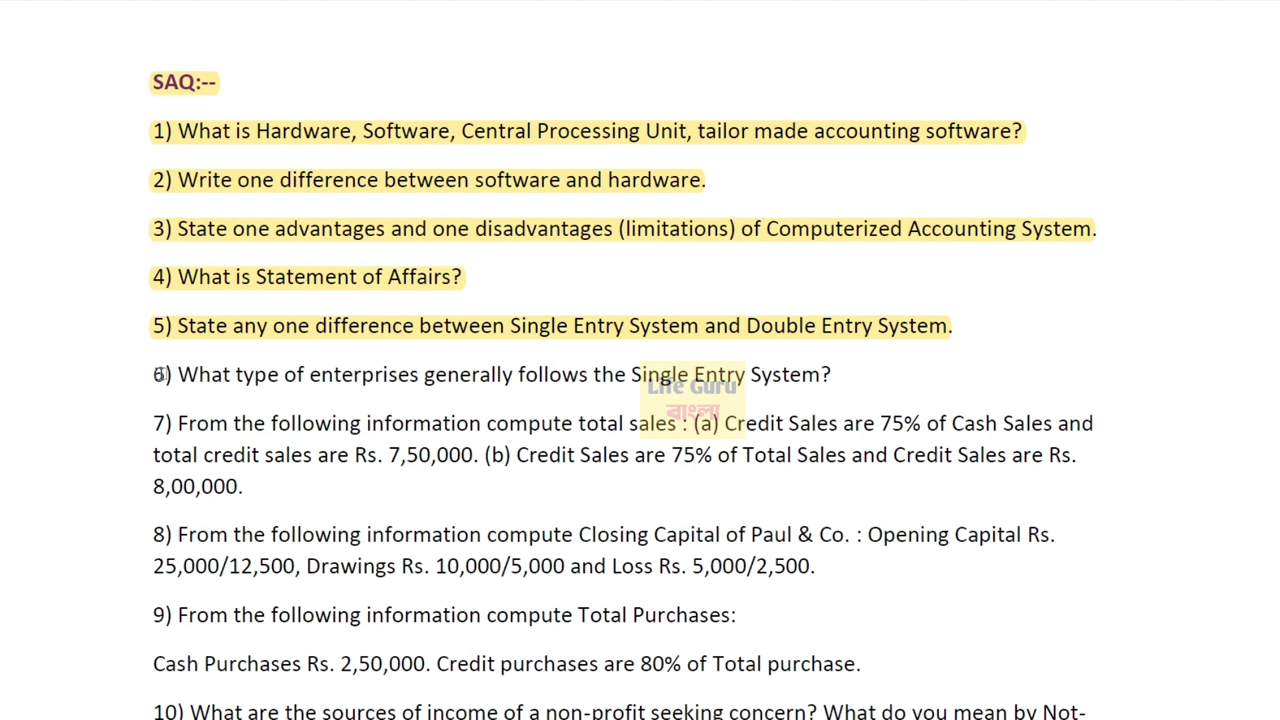 SAQ:--
1) What is Hardware, Software, Central Processing Unit, tailor made accounting software?
2) Write one difference between software and hardware.
3) State one advantages and one disadvantages (limitations) of Computerized Accounting System.
4) What is Statement of Affairs?
5) State any one difference between Single Entry System and Double Entry System.
6) What type of enterprises generally follows the Single Entry System?
Life Guru
বাংলা
7) From the following information compute total sales : (a) Credit Sales are 75% of Cash Sales and
total credit sales are Rs. 7,50,000. (b) Credit Sales are 75% of Total Sales and Credit Sales are Rs.
8,00,000.
8) From the following information compute Closing Capital of Paul & Co. : Opening Capital Rs.
25,000/12,500, Drawings Rs. 10,000/5,000 and Loss Rs. 5,000/2,500.
9) From the following information compute Total Purchases:
Cash Purchases Rs. 2,50,000. Credit purchases are 80% of Total purchase.
10) What are the sources of income of a non-profit seeking concern? What do you mean by Not-